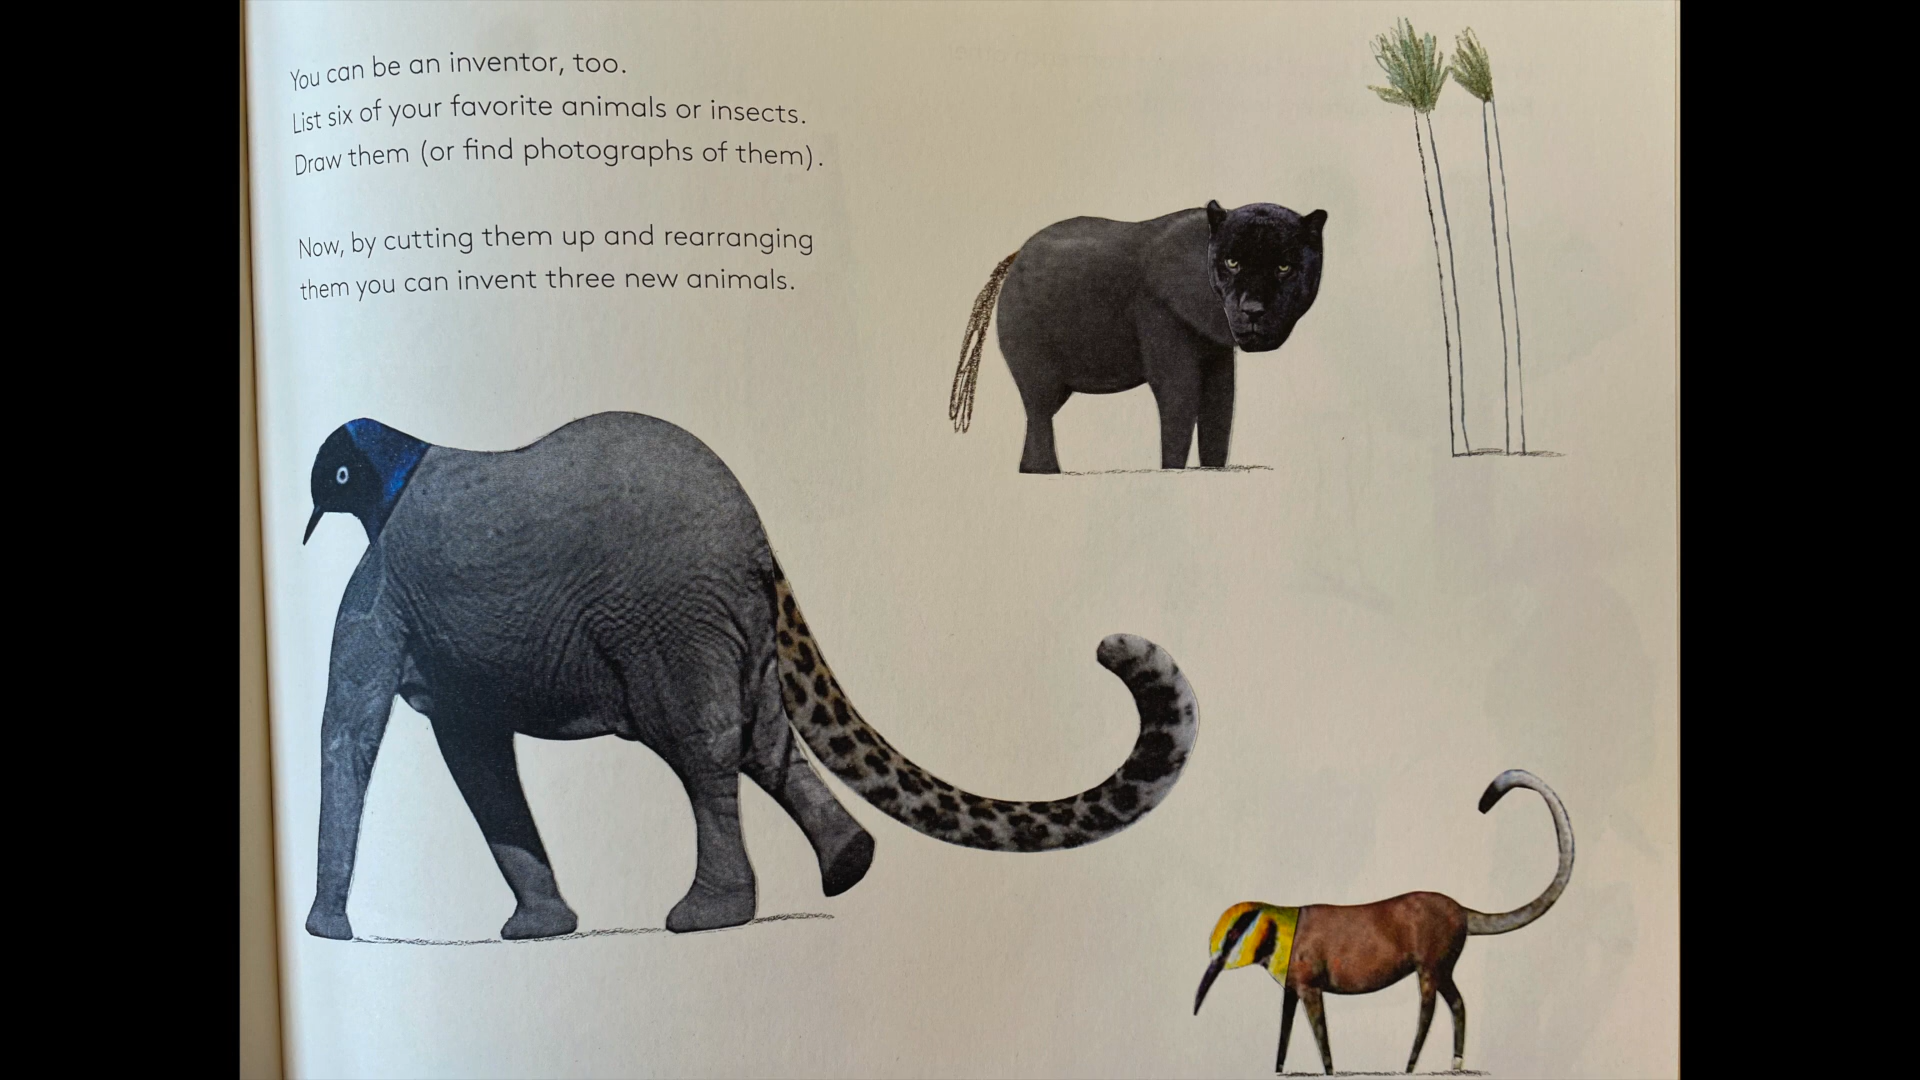 You can be an inventor, too.
List six of your favorite animals or insects.
Draw them (or find photographs of them).
Now, by cutting them up and rearranging
them you can invent three new animals.